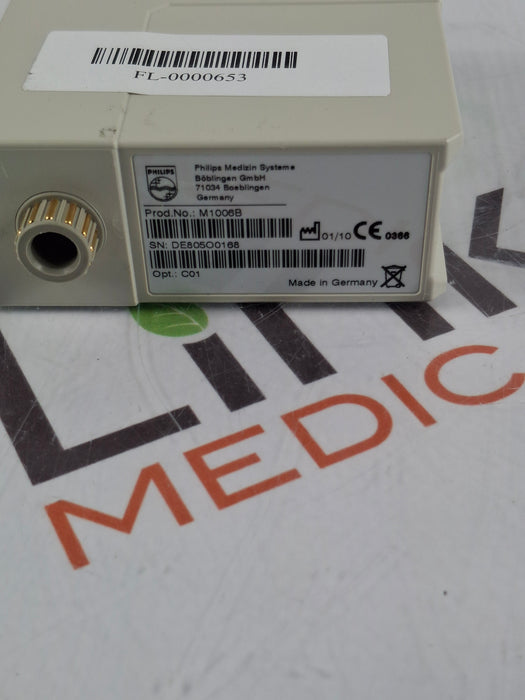 FL-0000653
PHILIPS
Philips Medizin Systeme
Böblingen GmbH
71034 Boeblingen
Germany
Prod.No.: M1006B
01/10 CE 0366
SN: DE805O0168
Opt.: C01
Made in Germany
Link
MEDIC